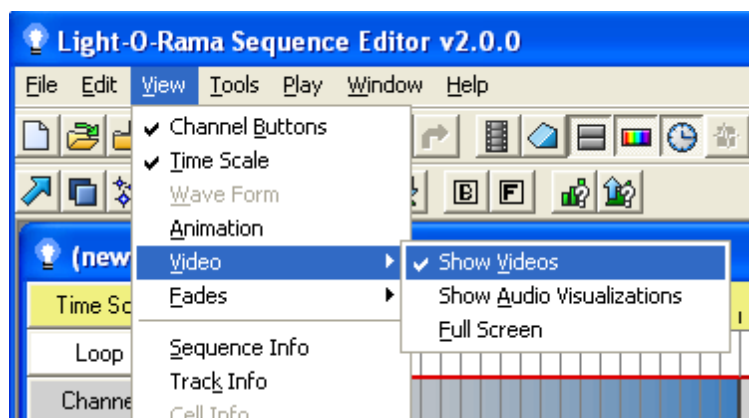 Light-O-Rama Sequence Editor v2.0.0
File Edit View Tools Play Window Help
Channel Buttons
Time Scale
Wave Form
B F
Animation
(new
Video
Show Videos
Time Sc
Fades
Show Audio Visualizations
Full Screen
Loop
Sequence Info
Track Info
Channe
Cell Info